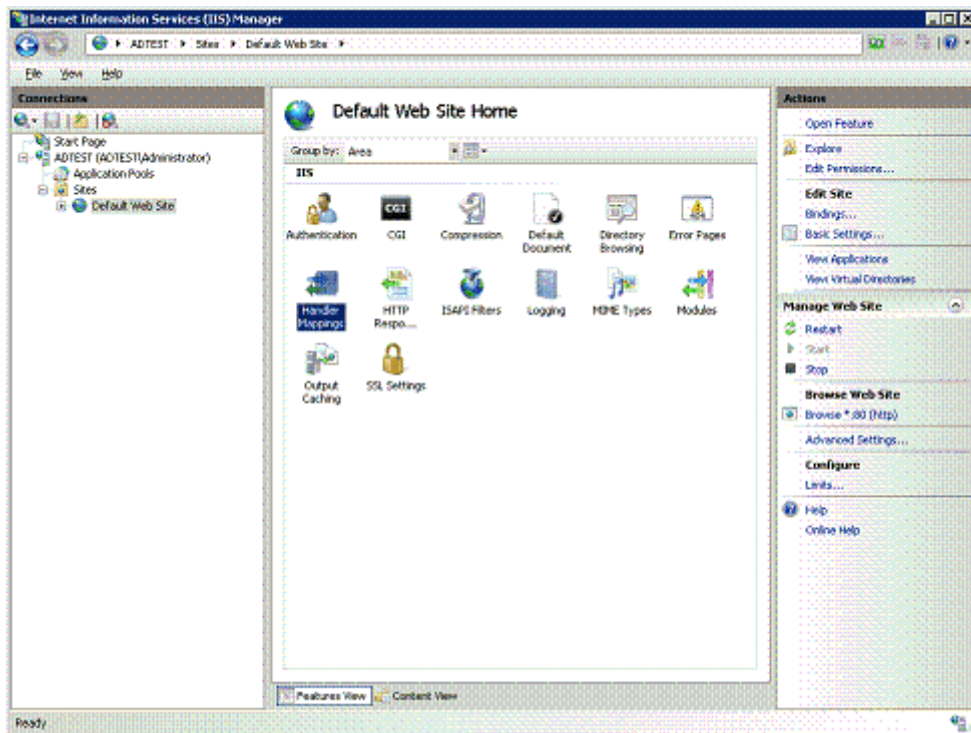 Internet Information Services (IIS) Manager
ADTEST Sites Default Web Site
File View Help
Connections
Start Page
ADTEST (ADTEST\Administrator)
Application Pools
Sites
Default Web Site
Default Web Site Home
Group by: Area
IIS
Authentication
CGI
CGI
Compression
Default Document
Directory Browsing
Error Pages
Handler Mappings
HTTP Respo...
ISAPI Filters
Logging
MIME Types
Modules
Output Caching
SSL Settings
Features View
Content View
Actions
Open Feature
Explore
Edit Permissions...
Edit Site
Bindings...
Basic Settings...
View Applications
View Virtual Directories
Manage Web Site
Restart
Start
Stop
Browse Web Site
Browse *:80 (http)
Advanced Settings...
Configure
Limits...
Help
Online Help
Ready